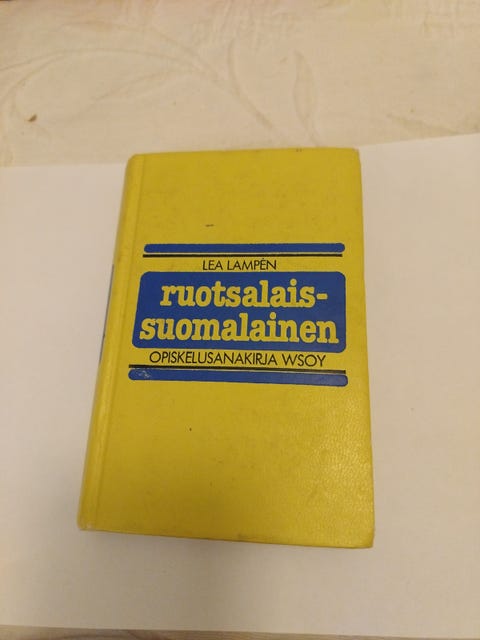 LEA LAMPÉN
ruotsalais-
suomalainen
OPISKELUSANAKIRJA WSOY